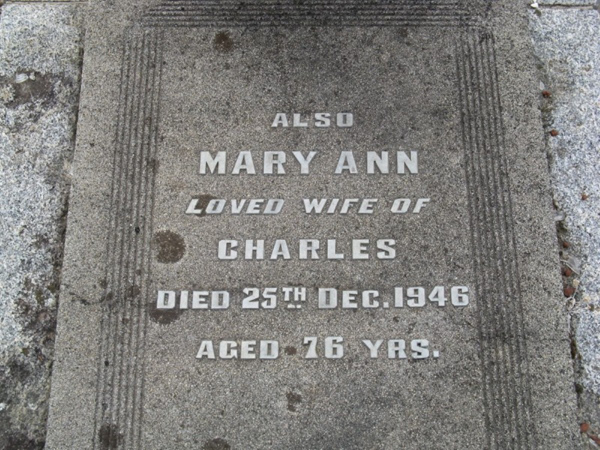 ALSO
MARY ANN
LOVED WIFE OF
CHARLES
DIED 25TH DEC. 1946
AGED 76 YRS.